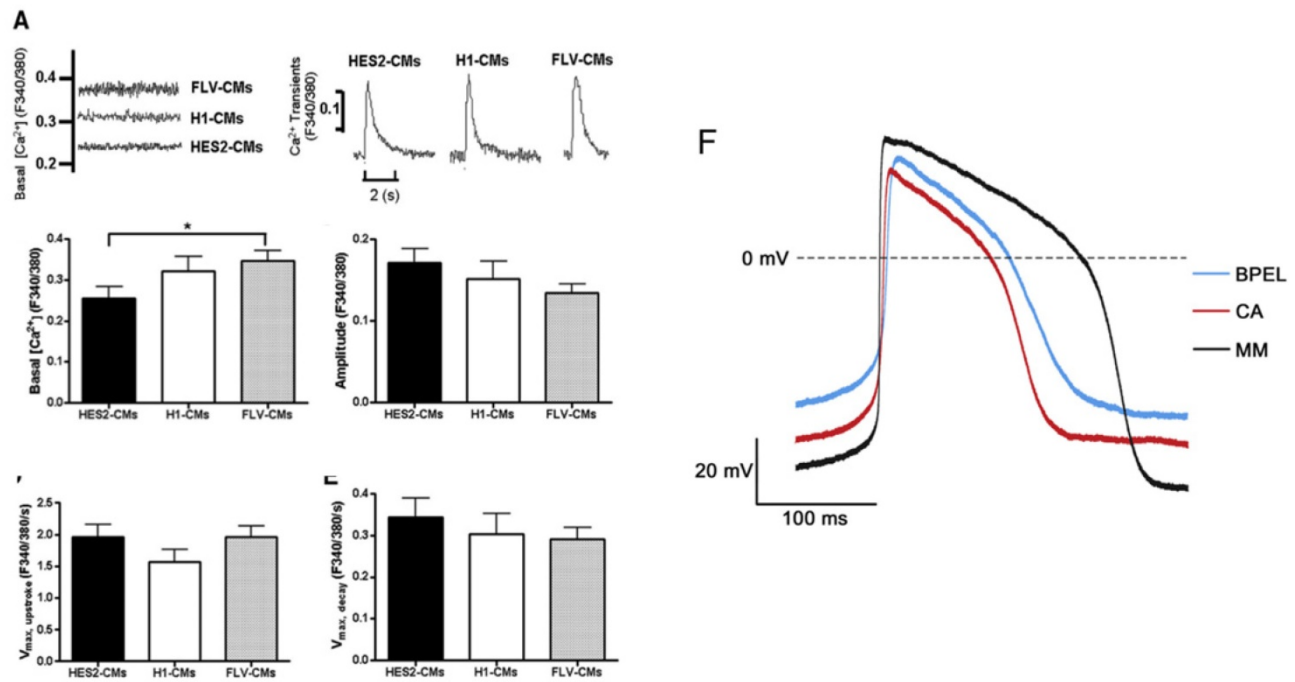 A
Basal [Ca²⁺] (F340/380)
0.4
0.3
0.2
FLV-CMs
H1-CMs
HES2-CMs
Ca²⁺ Transients
(F340/380)
0.1
HES2-CMs
H1-CMs
FLV-CMs
2 (s)
Basal [Ca²⁺] (F340/380)
0.4
0.3
0.2
0.1
0.0
*
HES2-CMs
H1-CMs
FLV-CMs
Amplitude (F340/380)
0.2
0.1
0.0
HES2-CMs
H1-CMs
FLV-CMs
Vmax, upstroke (F340/380/s)
2.5
2.0
1.5
1.0
0.5
0.0
HES2-CMs
H1-CMs
FLV-CMs
Vmax, decay (F340/380/s)
0.4
0.3
0.2
0.1
0.0
HES2-CMs
H1-CMs
FLV-CMs
F
0 mV
BPEL
CA
MM
20 mV
100 ms